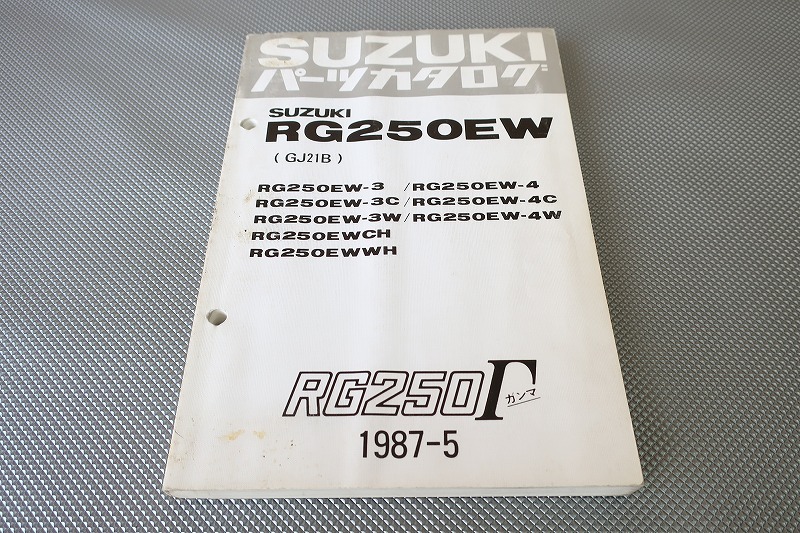 SUZUKI
パーツカタログ
SUZUKI
RG250EW
( GJ21B )
RG250EW-3 /RG250EW-4
RG250EW-3C/RG250EW-4C
RG250EW-3W/RG250EW-4W
RG250EWCH
RG250EWWH
RG250Γ ガンマ
1987-5